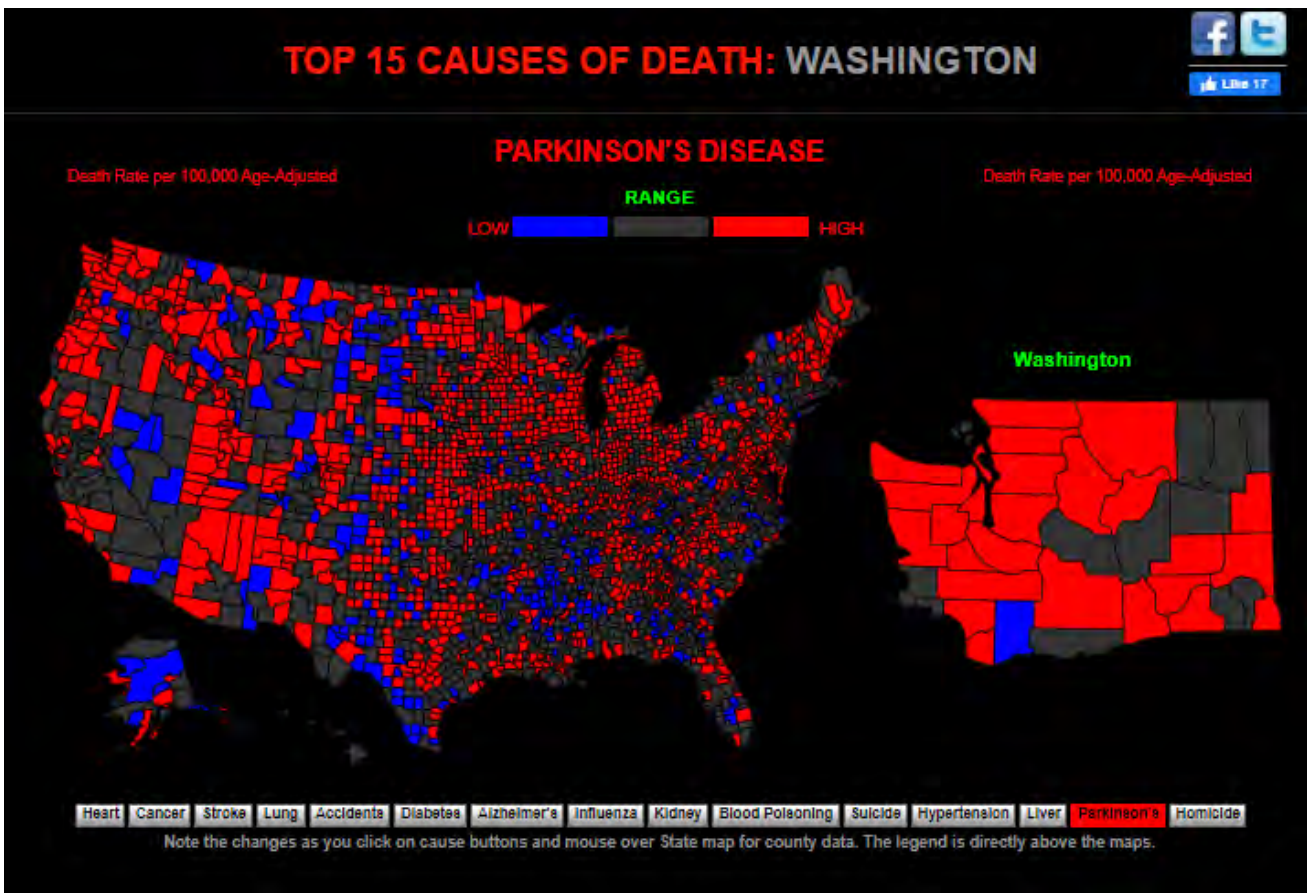 TOP 15 CAUSES OF DEATH: WASHINGTON
f t
Like 17
PARKINSON'S DISEASE
Death Rate per 100,000 Age-Adjusted
Death Rate per 100,000 Age-Adjusted
RANGE
LOW HIGH
Washington
Heart Cancer Stroke Lung Accidents Diabetes Alzheimer's Influenza Kidney Blood Poisoning Suicide Hypertension Liver Parkinson's Homicide
Note the changes as you click on cause buttons and mouse over State map for county data. The legend is directly above the maps.